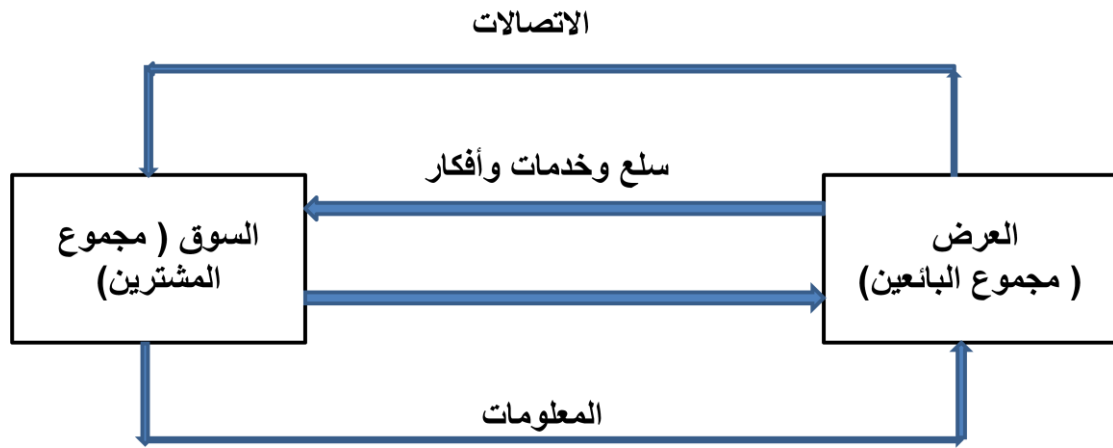 الاتصالات
سلع وخدمات وأفكار
العرض
( مجموع البائعين)
السوق ( مجموع
المشترين)
المعلومات